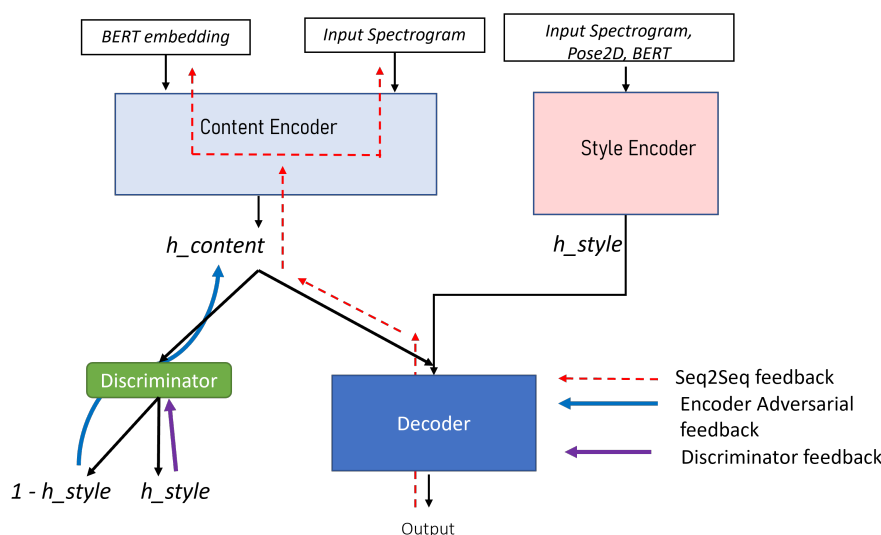 BERT embedding
Input Spectrogram
Input Spectrogram,
Pose2D, BERT
Content Encoder
Style Encoder
h_content
h_style
Discriminator
Decoder
Seq2Seq feedback
Encoder Adversarial
feedback
Discriminator feedback
1 - h_style
h_style
Output